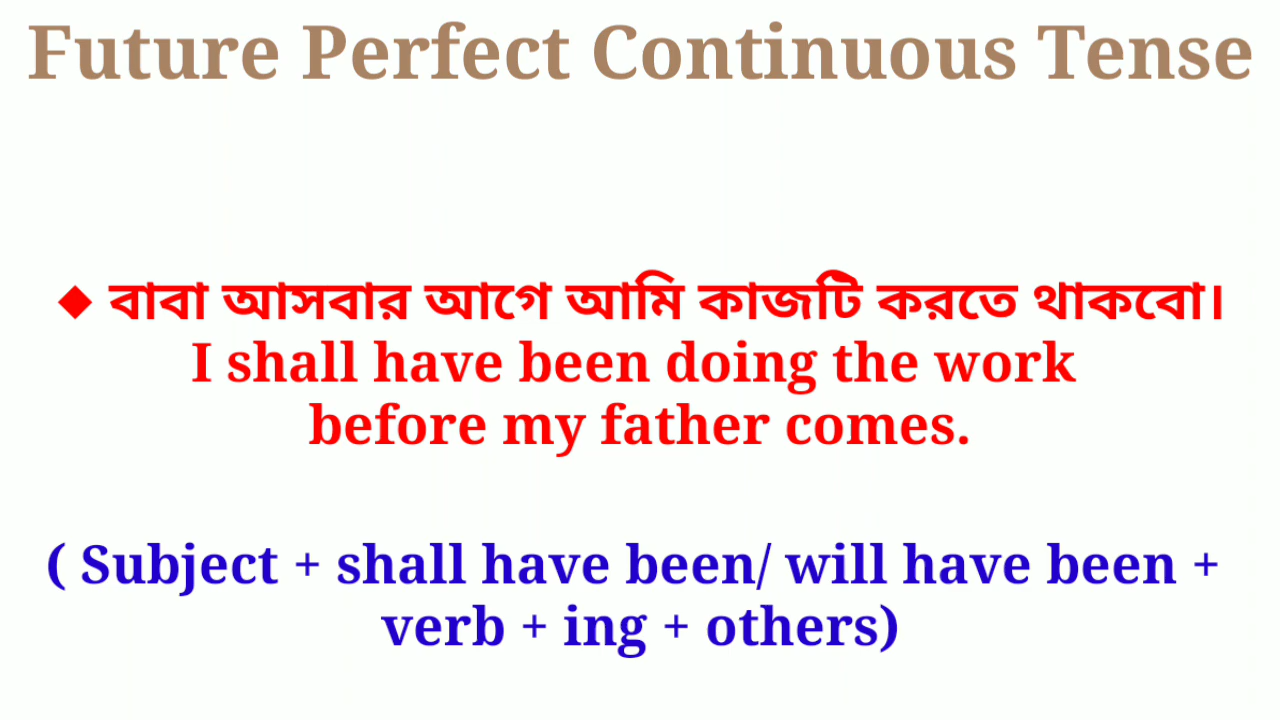 Future Perfect Continuous Tense
◆ বাবা আসবার আগে আমি কাজটি করতে থাকবো।
I shall have been doing the work
before my father comes.
( Subject + shall have been/ will have been +
verb + ing + others)